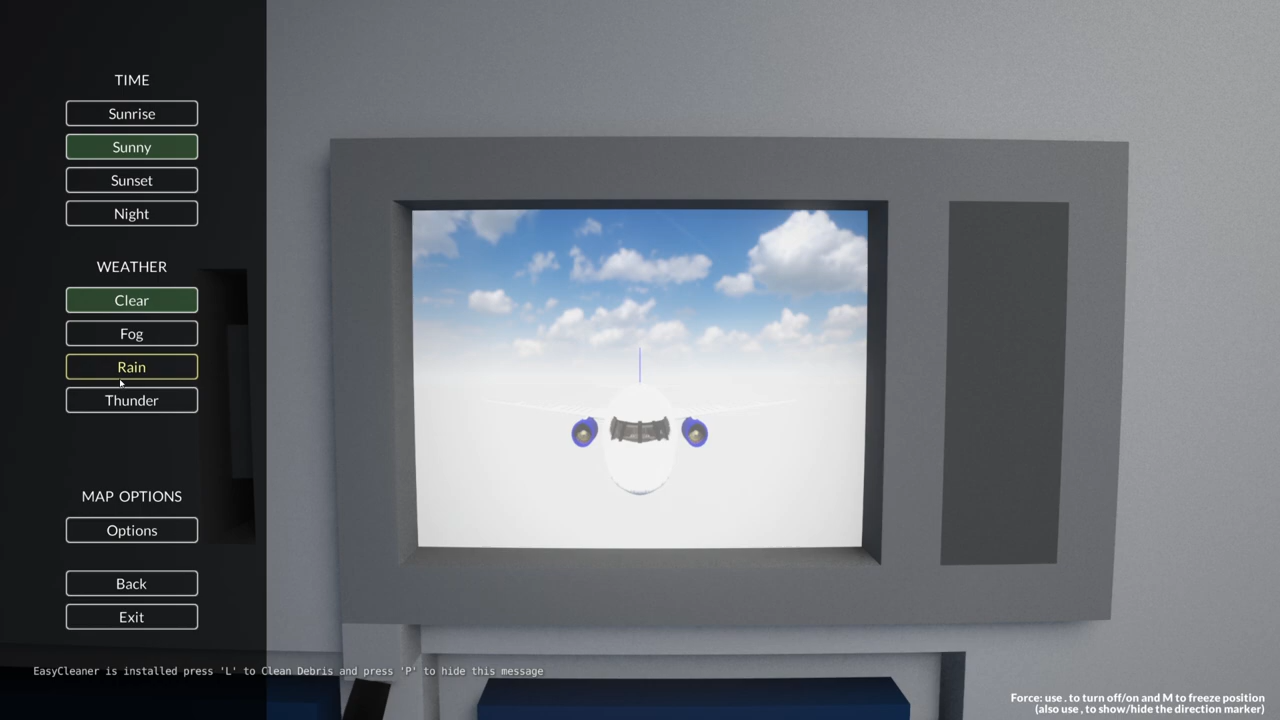 TIME
Sunrise
Sunny
Sunset
Night
WEATHER
Clear
Fog
Rain
Thunder
MAP OPTIONS
Options
Back
Exit
EasyCleaner is installed press 'L' to Clean Debris and press 'P' to hide this message
Force: use . to turn off/on and M to freeze position
(also use , to show/hide the direction marker)